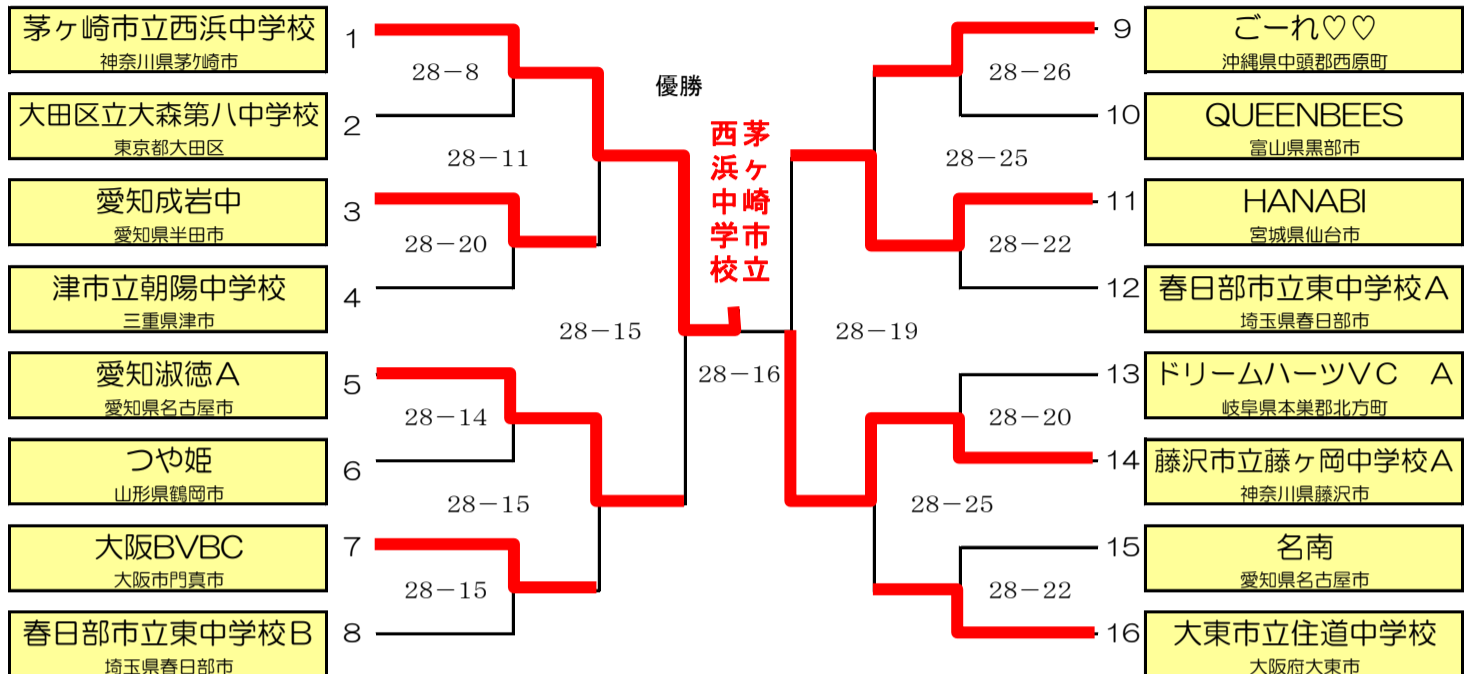 茅ヶ崎市立西浜中学校
神奈川県茅ヶ崎市
1
28－8
大田区立大森第八中学校
東京都大田区
2
28－11
愛知成岩中
愛知県半田市
3
28－20
津市立朝陽中学校
三重県津市
4
28－15
愛知淑徳A
愛知県名古屋市
5
28－14
つや姫
山形県鶴岡市
6
28－15
大阪BVBC
大阪市門真市
7
28－15
春日部市立東中学校B
埼玉県春日部市
8
優勝
茅ヶ崎市立
西浜中学校
28－16
9
ごーれ♡♡
沖縄県中頭郡西原町
28－26
10
QUEENBEES
富山県黒部市
28－25
11
HANABI
宮城県仙台市
28－22
12
春日部市立東中学校A
埼玉県春日部市
28－19
13
ドリームハーツVC　A
岐阜県本巣郡北方町
28－20
14
藤沢市立藤ヶ岡中学校A
神奈川県藤沢市
28－25
15
名南
愛知県名古屋市
28－22
16
大東市立住道中学校
大阪府大東市